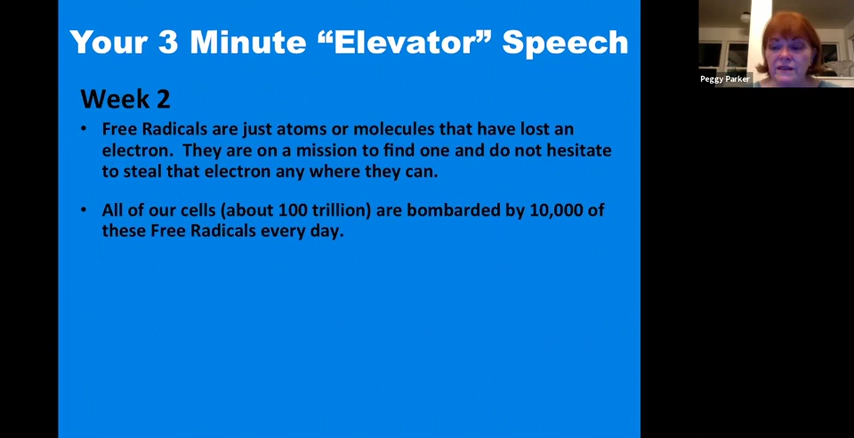 Your 3 Minute “Elevator” Speech
Week 2
• Free Radicals are just atoms or molecules that have lost an
electron.  They are on a mission to find one and do not hesitate
to steal that electron any where they can.
• All of our cells (about 100 trillion) are bombarded by 10,000 of
these Free Radicals every day.
Peggy Parker